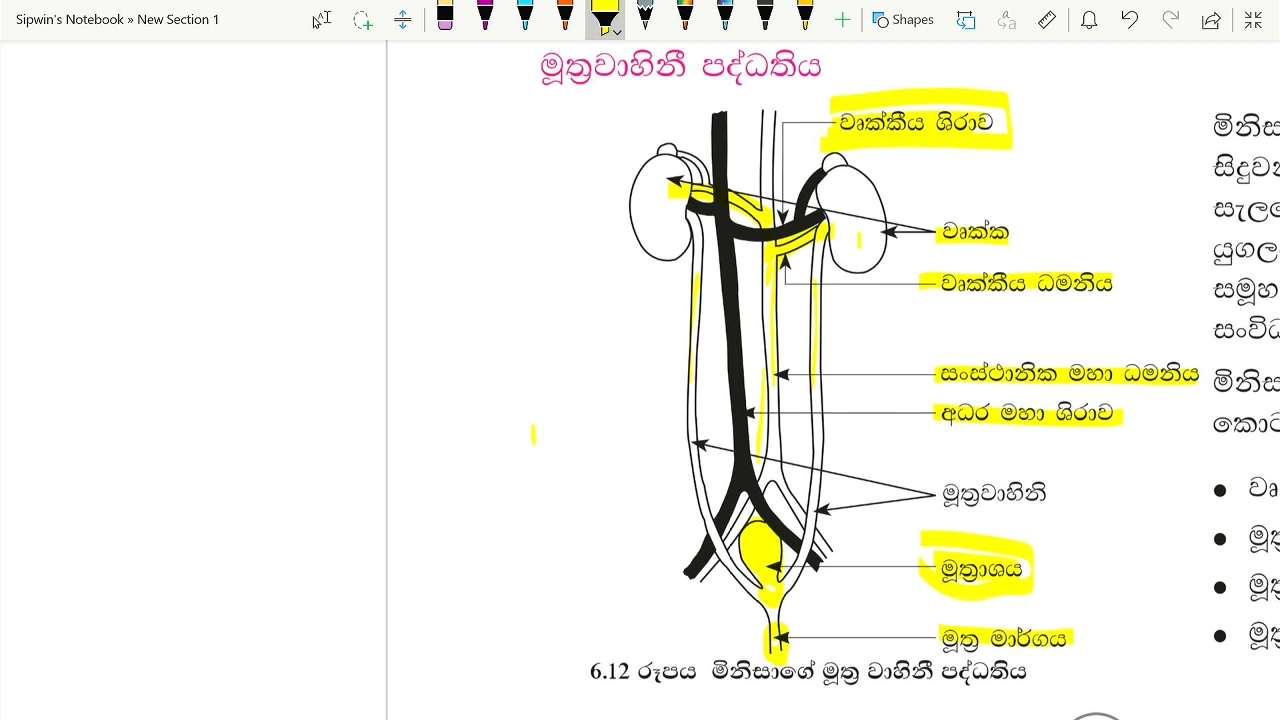 Sipwin's Notebook » New Section 1
Shapes
මූත්‍රවාහිනී පද්ධතිය
වෘක්කීය ශිරාව
වෘක්ක
වෘක්කීය ධමනිය
සංස්ථානික මහා ධමනිය
අධර මහා ශිරාව
මූත්‍රවාහිනි
මූත්‍රාශය
මූත්‍ර මාර්ගය
6.12 රූපය මිනිසාගේ මූත්‍ර වාහිනී පද්ධතිය